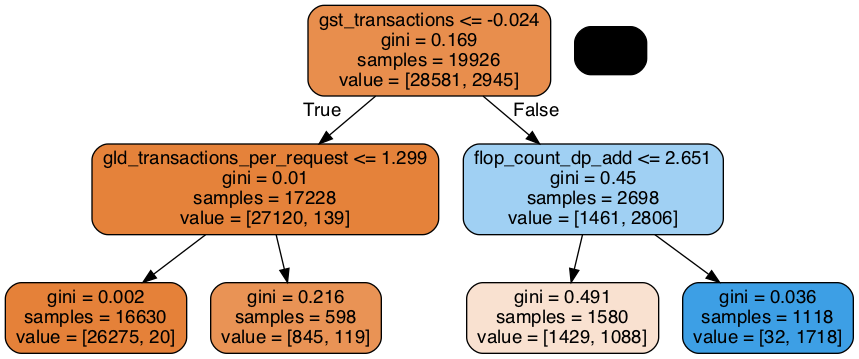 gst_transactions <= -0.024
gini = 0.169
samples = 19926
value = [28581, 2945]
True
False
gld_transactions_per_request <= 1.299
gini = 0.01
samples = 17228
value = [27120, 139]
flop_count_dp_add <= 2.651
gini = 0.45
samples = 2698
value = [1461, 2806]
gini = 0.002
samples = 16630
value = [26275, 20]
gini = 0.216
samples = 598
value = [845, 119]
gini = 0.491
samples = 1580
value = [1429, 1088]
gini = 0.036
samples = 1118
value = [32, 1718]